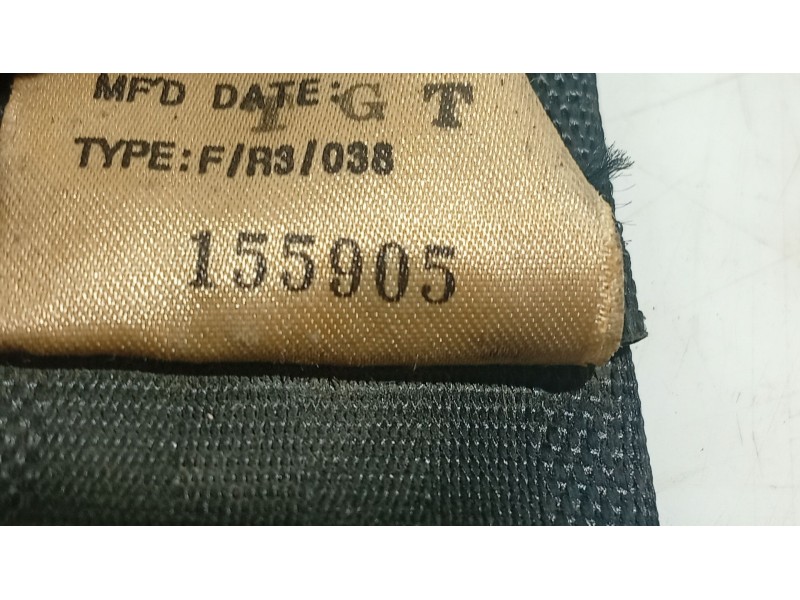 MF'D DATE: I G T
TYPE: F/R3/038
155905